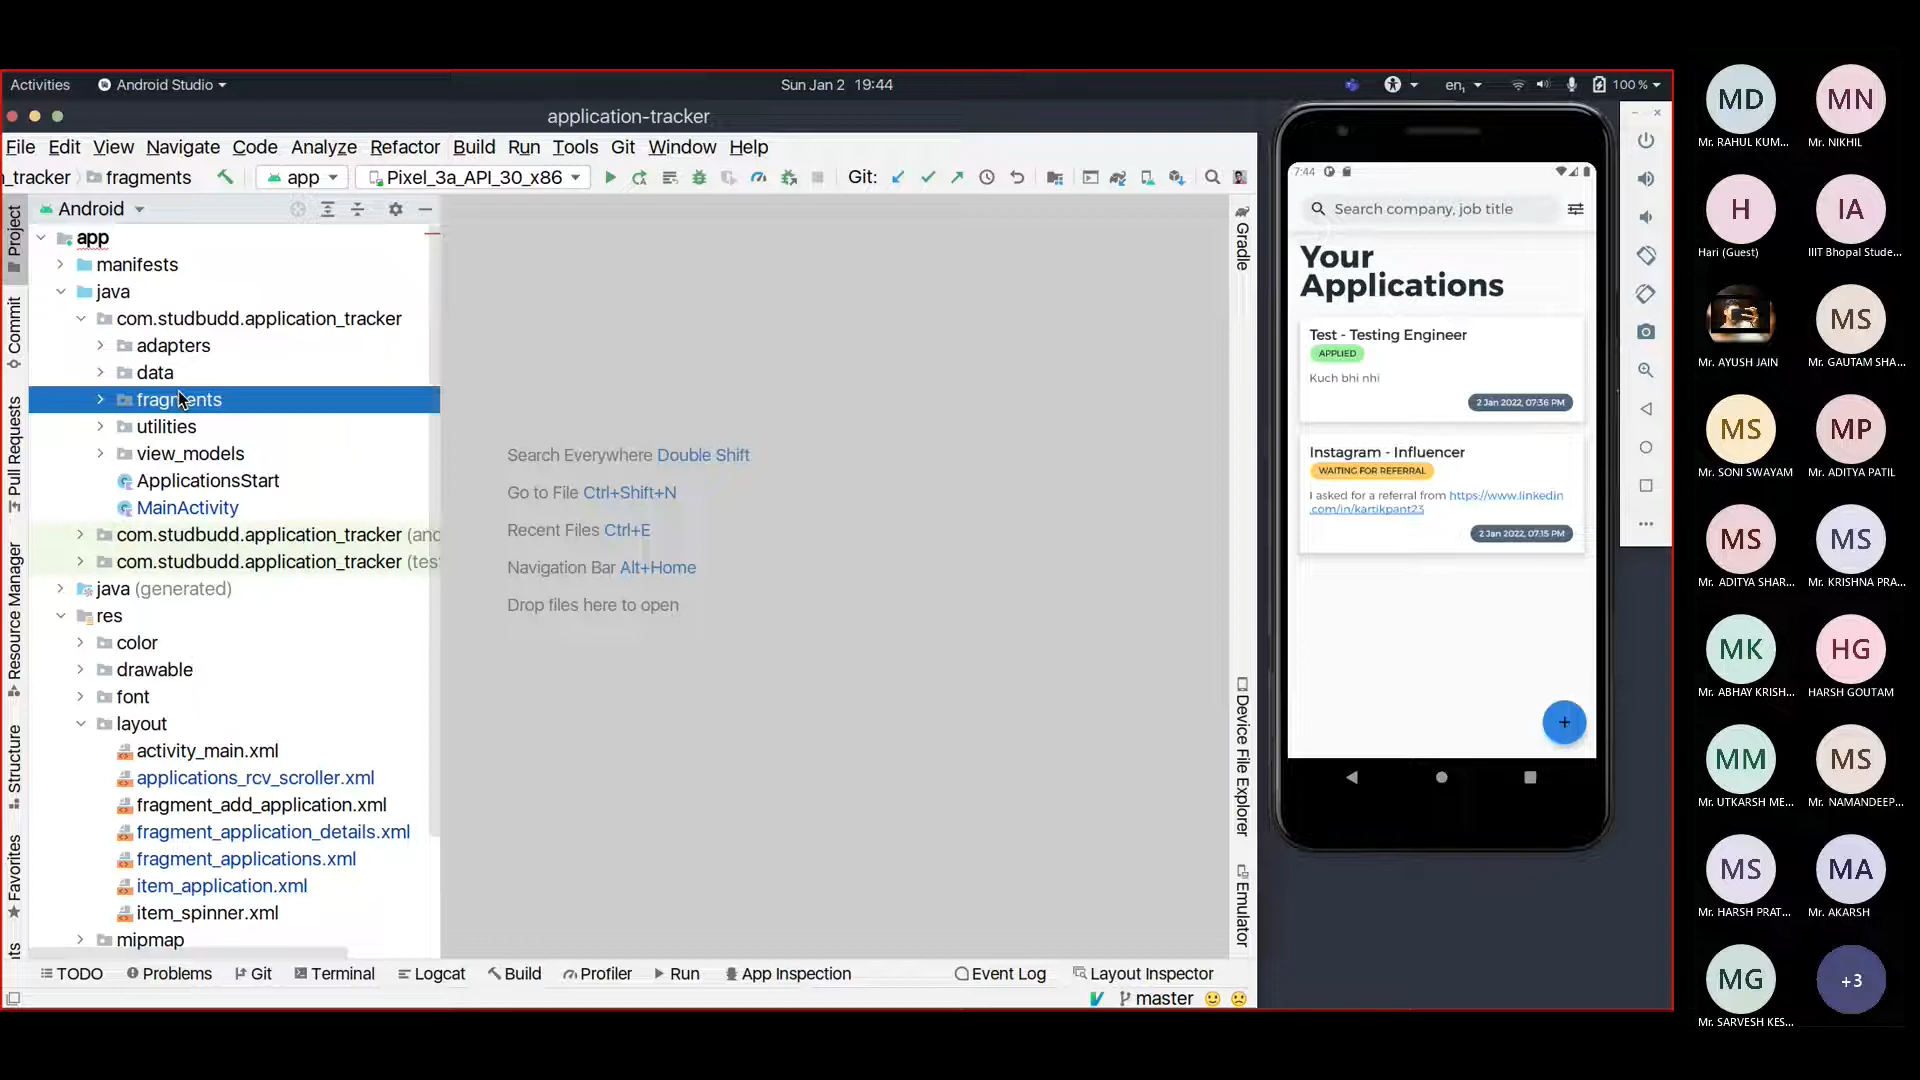 Activities
Android Studio
Sun Jan 2 19:44
en1
100 %
application-tracker
File Edit View Navigate Code Analyze Refactor Build Run Tools Git Window Help
_tracker
fragments
app
Pixel_3a_API_30_x86
Git:
Android
Project
Commit
Pull Requests
Resource Manager
Structure
Favorites
app
manifests
java
com.studbudd.application_tracker
adapters
data
fragments
utilities
view_models
ApplicationsStart
MainActivity
com.studbudd.application_tracker (and
com.studbudd.application_tracker (tes
java (generated)
res
color
drawable
font
layout
activity_main.xml
applications_rcv_scroller.xml
fragment_add_application.xml
fragment_application_details.xml
fragment_applications.xml
item_application.xml
item_spinner.xml
mipmap
Search Everywhere Double Shift
Go to File Ctrl+Shift+N
Recent Files Ctrl+E
Navigation Bar Alt+Home
Drop files here to open
Gradle
Device File Explorer
Emulator
TODO Problems Git Terminal Logcat Build Profiler Run App Inspection Event Log Layout Inspector
master
7:44
Search company, job title
Your
Applications
Test - Testing Engineer
APPLIED
Kuch bhi nhi
2 Jan 2022, 07:36 PM
Instagram - Influencer
WAITING FOR REFERRAL
I asked for a referral from https://www.linkedin
.com/in/kartikpant23
2 Jan 2022, 07:15 PM
+
MD MN
Mr. RAHUL KUM... Mr. NIKHIL
H IA
Hari (Guest) IIIT Bhopal Stude...
MS
Mr. AYUSH JAIN Mr. GAUTAM SHA...
MS MP
Mr. SONI SWAYAM Mr. ADITYA PATIL
MS MS
Mr. ADITYA SHAR... Mr. KRISHNA PRA...
MK HG
Mr. ABHAY KRISH... HARSH GOUTAM
MM MS
Mr. UTKARSH ME... Mr. NAMANDEEP...
MS MA
Mr. HARSH PRAT... Mr. AKARSH
MG +3
Mr. SARVESH KES...